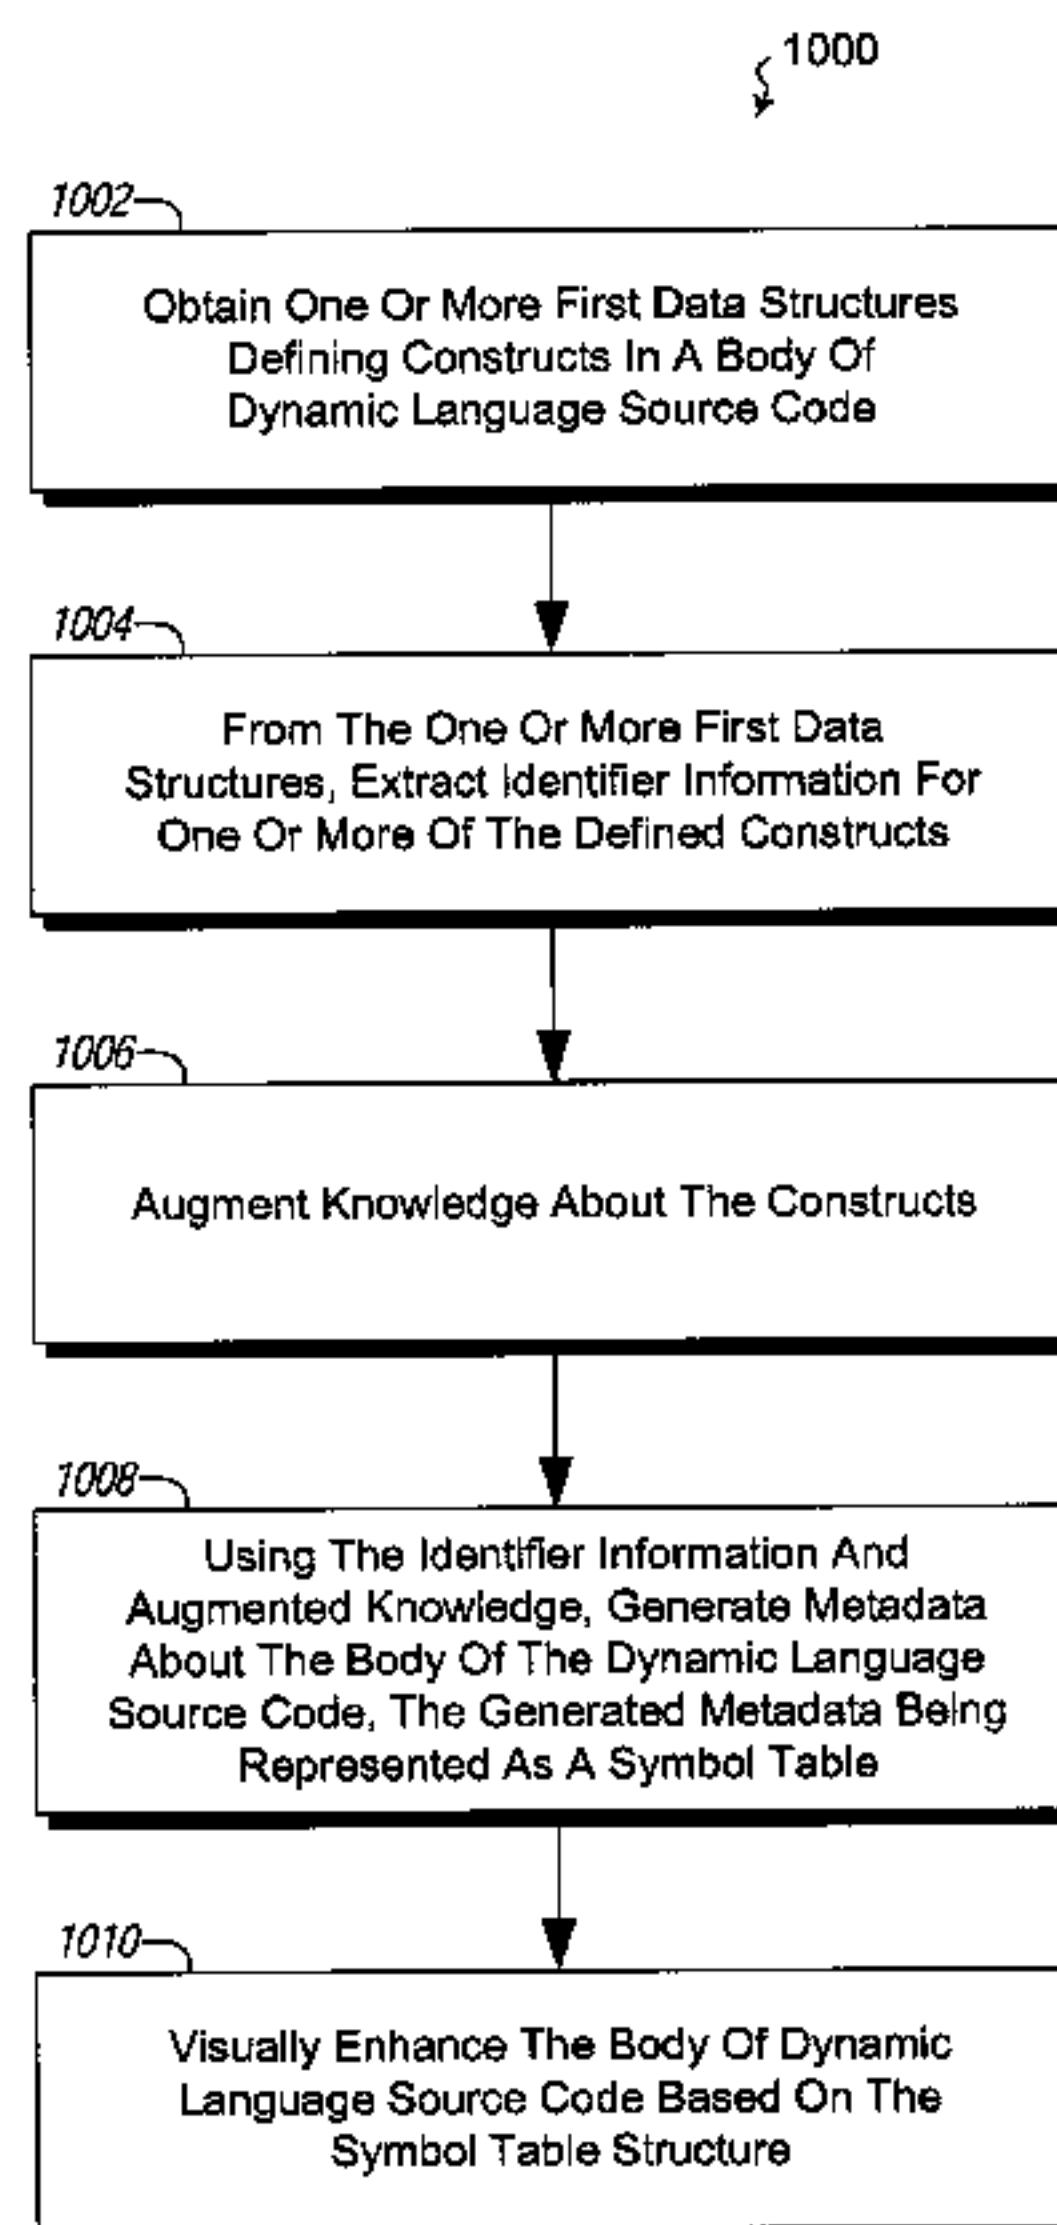 1000
1002
Obtain One Or More First Data Structures
Defining Constructs In A Body Of
Dynamic Language Source Code
1004
From The One Or More First Data
Structures, Extract Identifier Information For
One Or More Of The Defined Constructs
1006
Augment Knowledge About The Constructs
1008
Using The Identifier Information And
Augmented Knowledge, Generate Metadata
About The Body Of The Dynamic Language
Source Code, The Generated Metadata Being
Represented As A Symbol Table
1010
Visually Enhance The Body Of Dynamic
Language Source Code Based On The
Symbol Table Structure